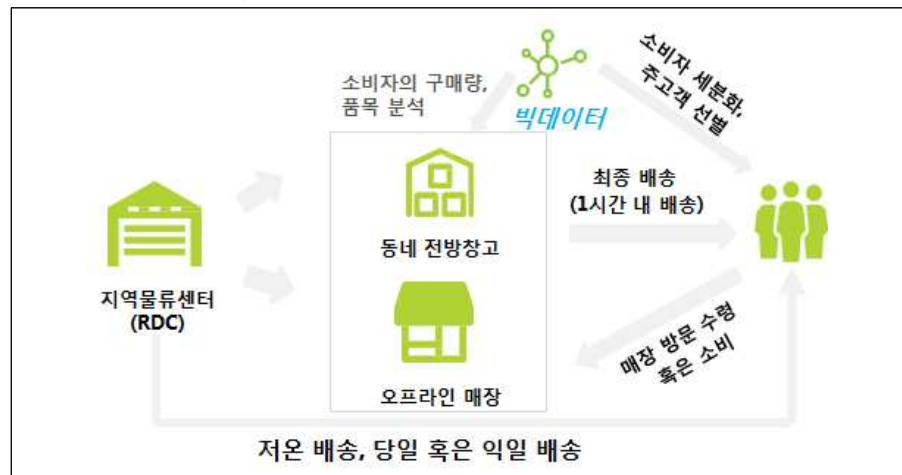 소비자의 구매량,
품목 분석
빅데이터
소비자 세분화,
주고객 선별
동네 전방창고
최종 배송
(1시간 내 배송)
지역물류센터
(RDC)
오프라인 매장
매장 방문 수령
혹은 소비
저온 배송, 당일 혹은 익일 배송